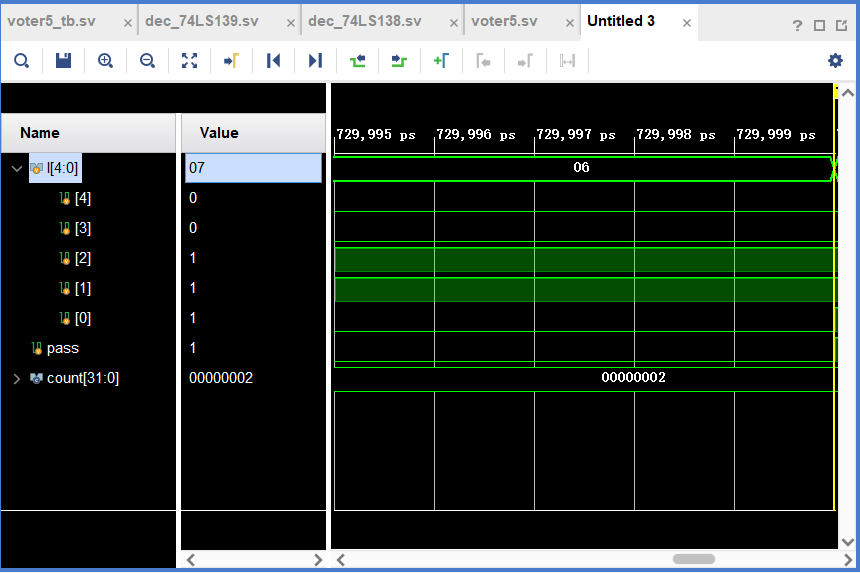 voter5_tb.sv × dec_74LS139.sv × dec_74LS138.sv × voter5.sv × Untitled 3 × ?
Name Value 729,995 ps 729,996 ps 729,997 ps 729,998 ps 729,999 ps
I[4:0] 07 06
[4] 0
[3] 0
[2] 1
[1] 1
[0] 1
pass 1
count[31:0] 00000002 00000002